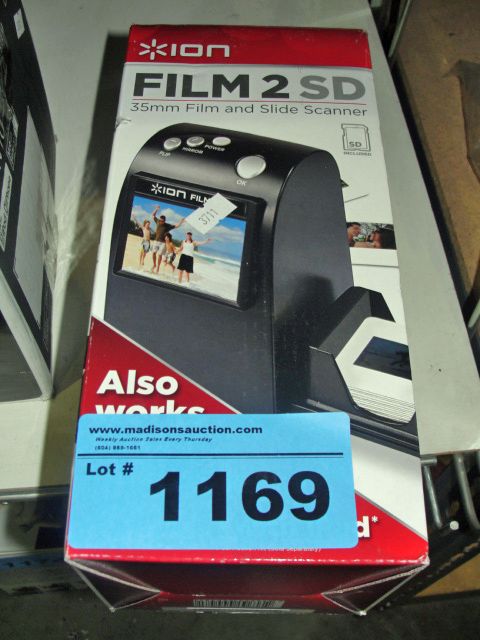 ION
FILM 2 SD
35mm Film and Slide Scanner
SD
INCLUDED
FLIP
MIRROR
POWER
OK
ION FILM
3711
Also
works
www.madisonsauction.com
Weekly Auction Sales Every Thursday
Lot #
1169
d*